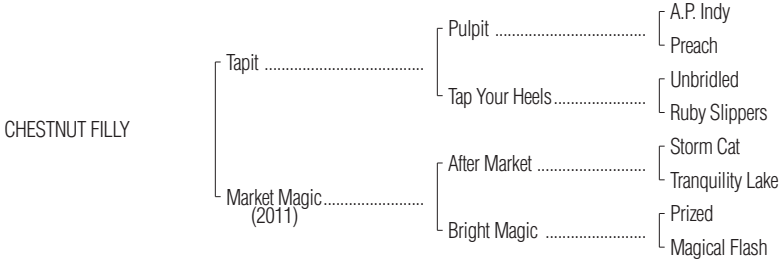 A.P. Indy
Pulpit ....................................
Preach
Tapit ......................................
Unbridled
Tap Your Heels ......................
Ruby Slippers
CHESTNUT FILLY
Storm Cat
After Market ..........................
Tranquility Lake
Market Magic ........................
(2011)
Prized
Bright Magic ........................
Magical Flash